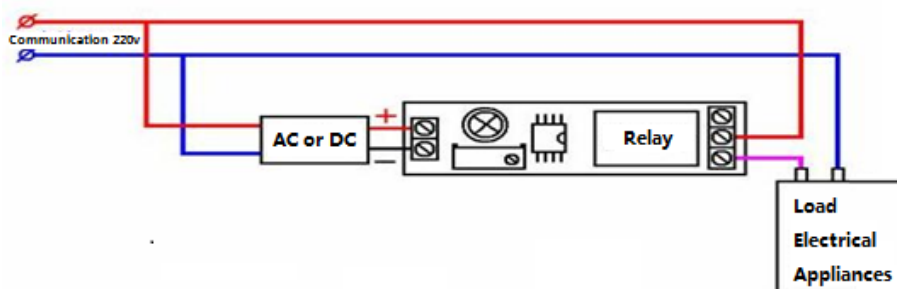 Communication 220v
AC or DC
+
−
Relay
Load
Electrical
Appliances